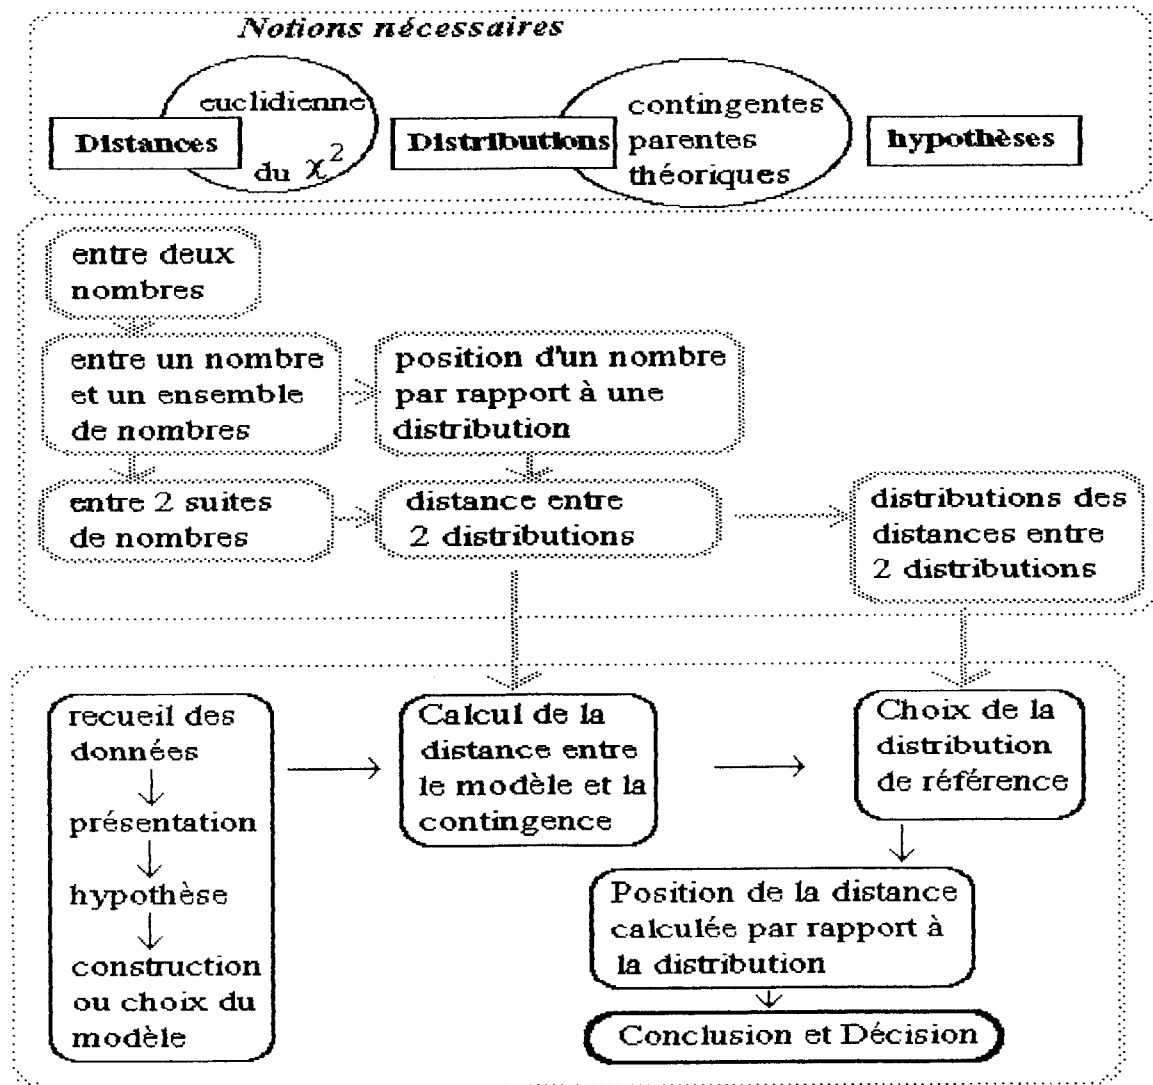 Notions nécessaires
Distances
euclidienne
du χ²
Distributions
contingentes
parentes
théoriques
hypothèses
entre deux
nombres
entre un nombre
et un ensemble
de nombres
position d'un nombre
par rapport à une
distribution
entre 2 suites
de nombres
distance entre
2 distributions
distributions des
distances entre
2 distributions
recueil des
données
présentation
hypothèse
construction
ou choix du
modèle
Calcul de la
distance entre
le modèle et la
contingence
Choix de la
distribution
de référence
Position de la distance
calculée par rapport à
la distribution
Conclusion et Décision